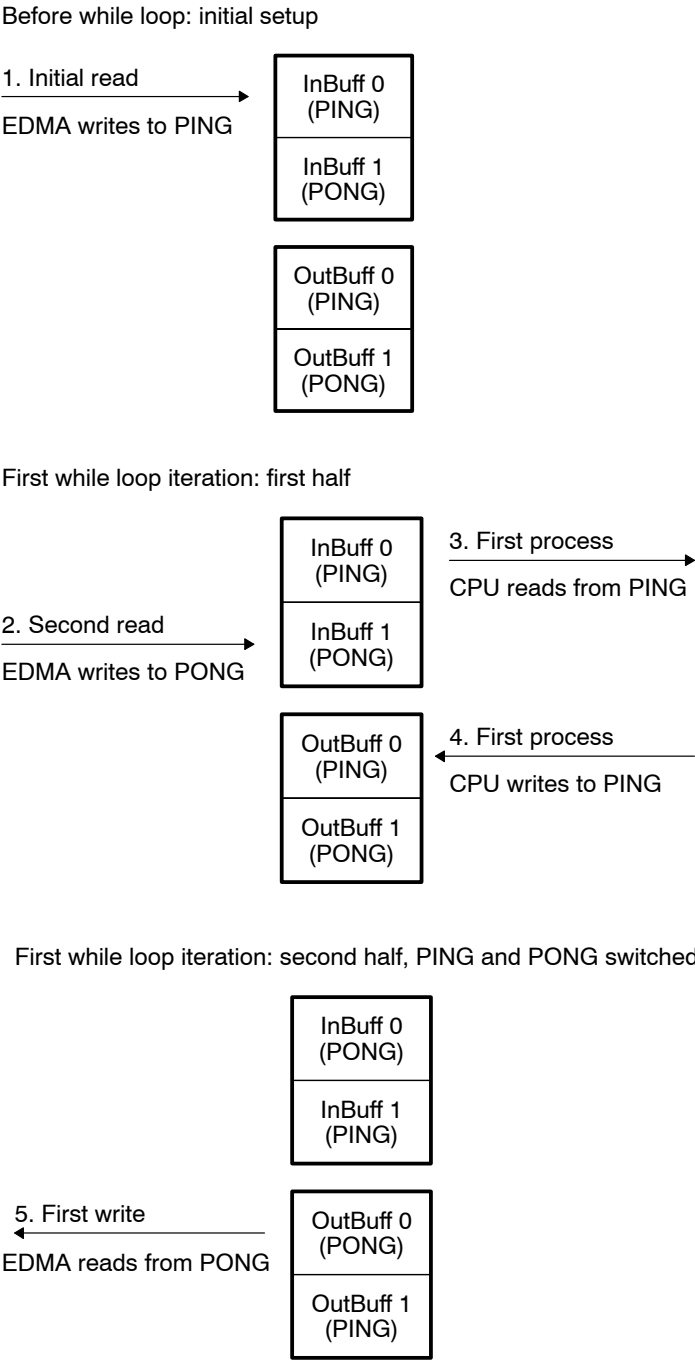 Before while loop: initial setup
1. Initial read
EDMA writes to PING
InBuff 0
(PING)
InBuff 1
(PONG)
OutBuff 0
(PING)
OutBuff 1
(PONG)
First while loop iteration: first half
InBuff 0
(PING)
3. First process
CPU reads from PING
2. Second read
EDMA writes to PONG
InBuff 1
(PONG)
OutBuff 0
(PING)
4. First process
CPU writes to PING
OutBuff 1
(PONG)
First while loop iteration: second half, PING and PONG switched
InBuff 0
(PONG)
InBuff 1
(PING)
5. First write
EDMA reads from PONG
OutBuff 0
(PONG)
OutBuff 1
(PING)